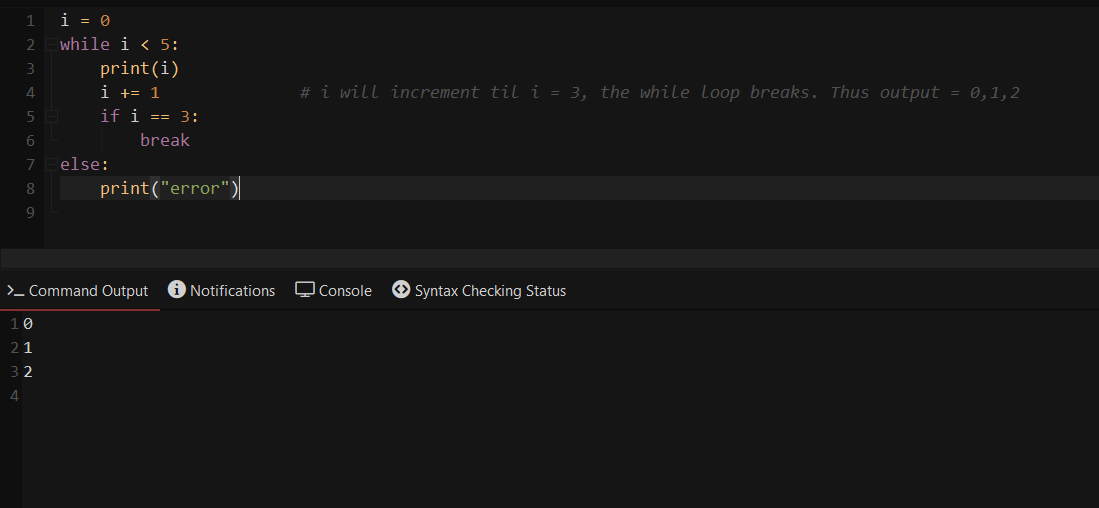 1 i = 0
2 while i < 5:
3     print(i)
4     i += 1              # i will increment til i = 3, the while loop breaks. Thus output = 0,1,2
5     if i == 3:
6         break
7 else:
8     print("error")
9
>_ Command Output i Notifications Console <> Syntax Checking Status
1 0
2 1
3 2
4